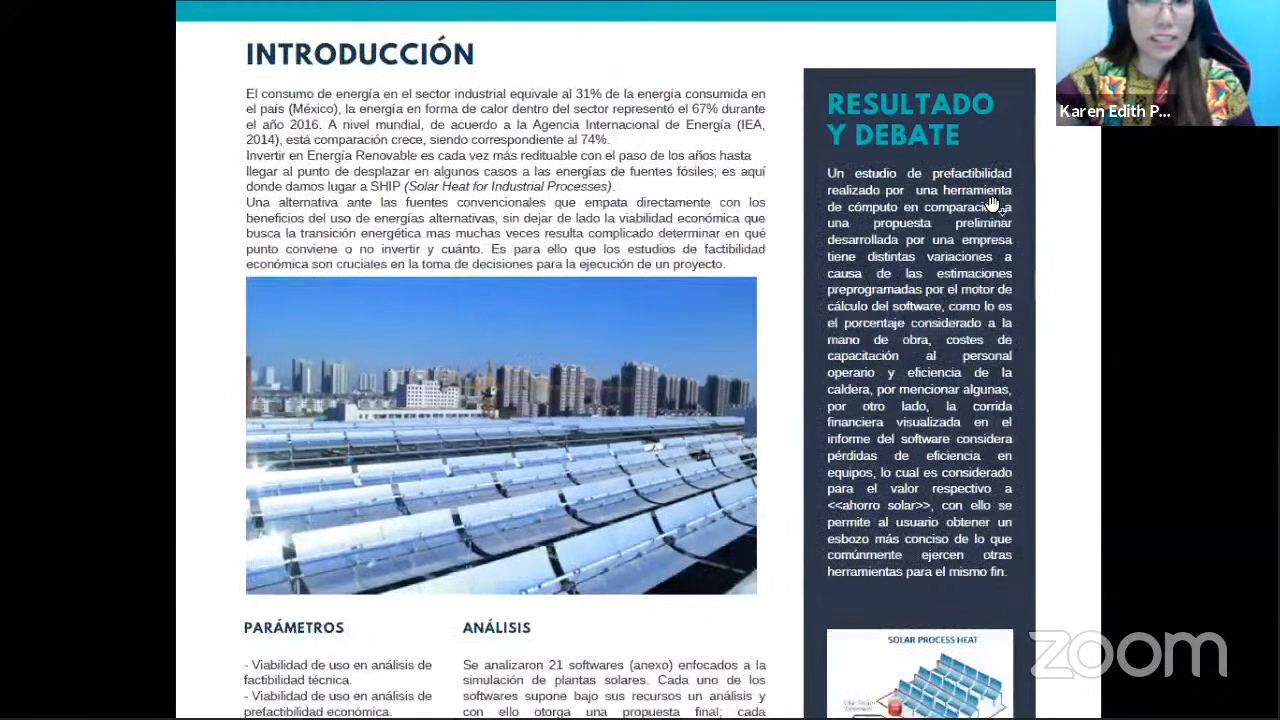 INTRODUCCIÓN
El consumo de energía en el sector industrial equivale al 31% de la energía consumida en
el país (México), la energía en forma de calor dentro del sector representó el 67% durante
el año 2016. A nivel mundial, de acuerdo a la Agencia Internacional de Energía (IEA,
2014), está comparación crece, siendo correspondiente al 74%.
Invertir en Energía Renovable es cada vez más redituable con el paso de los años hasta
llegar al punto de desplazar en algunos casos a las energías de fuentes fósiles; es aquí
donde damos lugar a SHIP (Solar Heat for Industrial Processes).
Una alternativa ante las fuentes convencionales que empata directamente con los
beneficios del uso de energías alternativas, sin dejar de lado la viabilidad económica que
busca la transición energética mas muchas veces resulta complicado determinar en qué
punto conviene o no invertir y cuánto. Es para ello que los estudios de factibilidad
económica son cruciales en la toma de decisiones para la ejecución de un proyecto.
PARÁMETROS
- Viabilidad de uso en análisis de
factibilidad técnica.
- Viabilidad de uso en análisis de
prefactibilidad económica.
ANÁLISIS
Se analizaron 21 softwares (anexo) enfocados a la
simulación de plantas solares. Cada uno de los
softwares supone bajo sus recursos un análisis y
con ello otorga una propuesta final; cada
RESULTADO
Y DEBATE
Un estudio de prefactibilidad
realizado por una herramienta
de cómputo en comparación a
una propuesta preliminar
desarrollada por una empresa
tiene distintas variaciones a
causa de las estimaciones
preprogramadas por el motor de
cálculo del software, como lo es
el porcentaje considerado a la
mano de obra, costes de
capacitación al personal
operario y eficiencia de la
caldera, por mencionar algunas,
por otro lado, la corrida
financiera visualizada en el
informe del software considera
pérdidas de eficiencia en
equipos, lo cual es considerado
para el valor respectivo a
<<ahorro solar>>, con ello se
permite al usuario obtener un
esbozo más conciso de lo que
comúnmente ejercen otras
herramientas para el mismo fin.
SOLAR PROCESS HEAT
Karen Edith P...
zoom